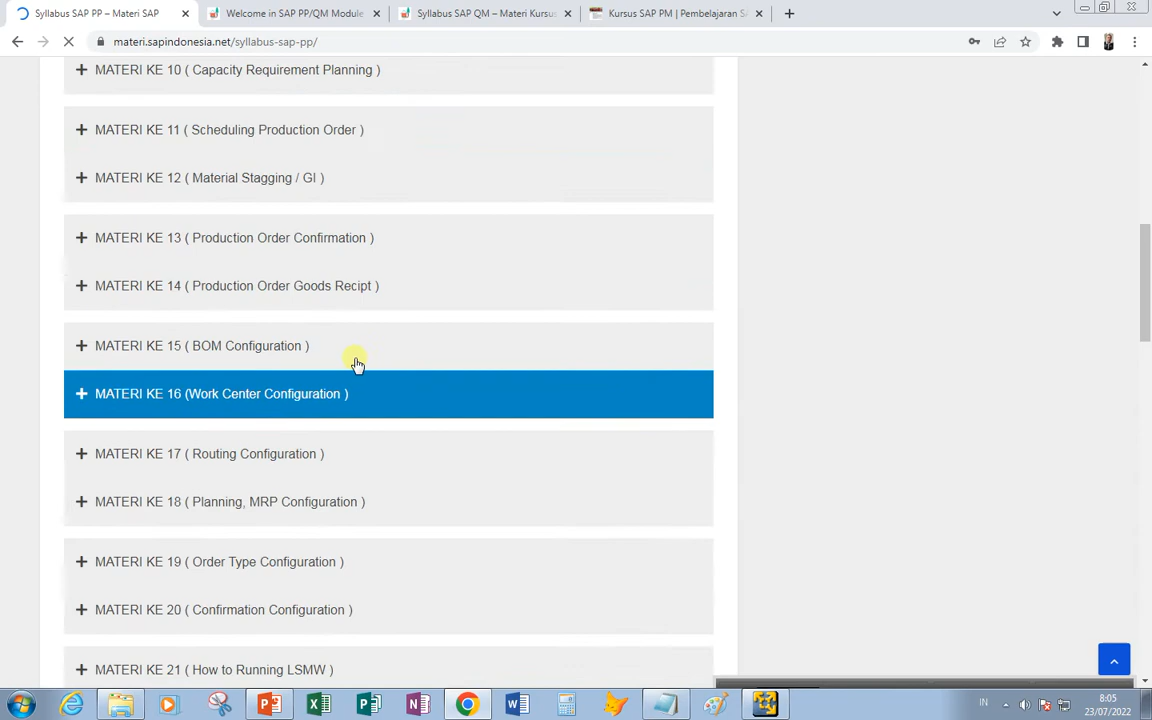 Syllabus SAP PP – Materi SAP
Welcome in SAP PP/QM Module
Syllabus SAP QM – Materi Kursus
Kursus SAP PM | Pembelajaran SA
materi.sapindonesia.net/syllabus-sap-pp/
MATERI KE 10 ( Capacity Requirement Planning )
MATERI KE 11 ( Scheduling Production Order )
MATERI KE 12 ( Material Stagging / GI )
MATERI KE 13 ( Production Order Confirmation )
MATERI KE 14 ( Production Order Goods Recipt )
MATERI KE 15 ( BOM Configuration )
MATERI KE 16 (Work Center Configuration )
MATERI KE 17 ( Routing Configuration )
MATERI KE 18 ( Planning, MRP Configuration )
MATERI KE 19 ( Order Type Configuration )
MATERI KE 20 ( Confirmation Configuration )
MATERI KE 21 ( How to Running LSMW )
IN
8:05
23/07/2022